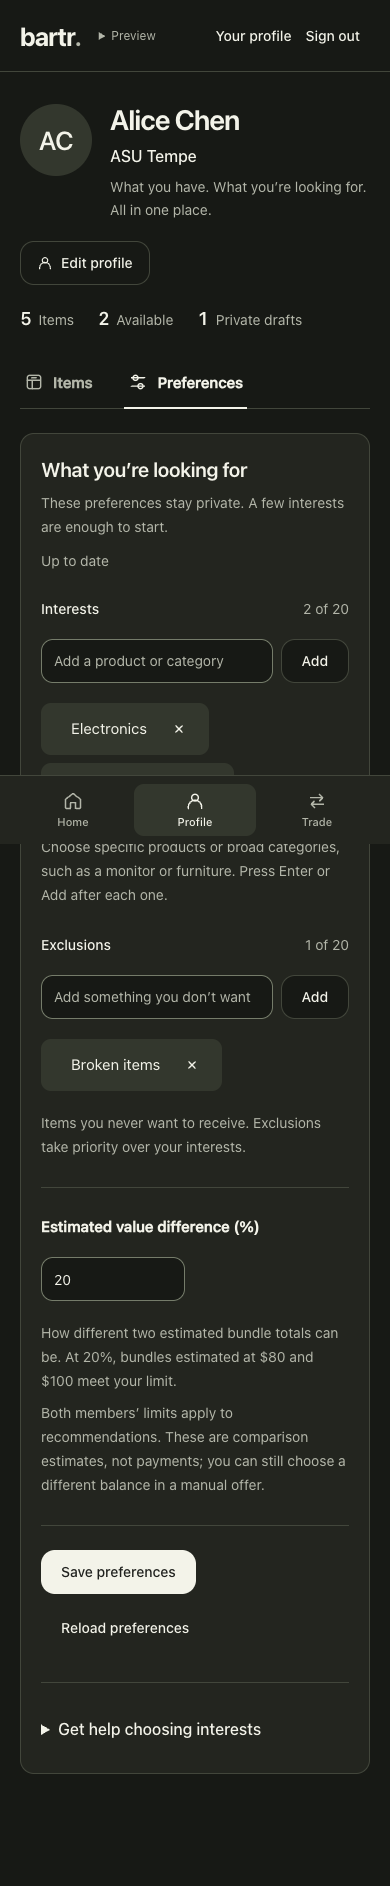 bartr.
Preview
Your profile
Sign out
AC
Alice Chen
ASU Tempe
What you have. What you’re looking for.
All in one place.
Edit profile
5 Items
2 Available
1 Private drafts
Items
Preferences
What you’re looking for
These preferences stay private. A few interests
are enough to start.
Up to date
Interests
2 of 20
Add a product or category
Add
Electronics ×
Home
Profile
Trade
Choose specific products or broad categories,
such as a monitor or furniture. Press Enter or
Add after each one.
Exclusions
1 of 20
Add something you don’t want
Add
Broken items ×
Items you never want to receive. Exclusions
take priority over your interests.
Estimated value difference (%)
20
How different two estimated bundle totals can
be. At 20%, bundles estimated at $80 and
$100 meet your limit.
Both members’ limits apply to
recommendations. These are comparison
estimates, not payments; you can still choose a
different balance in a manual offer.
Save preferences
Reload preferences
Get help choosing interests